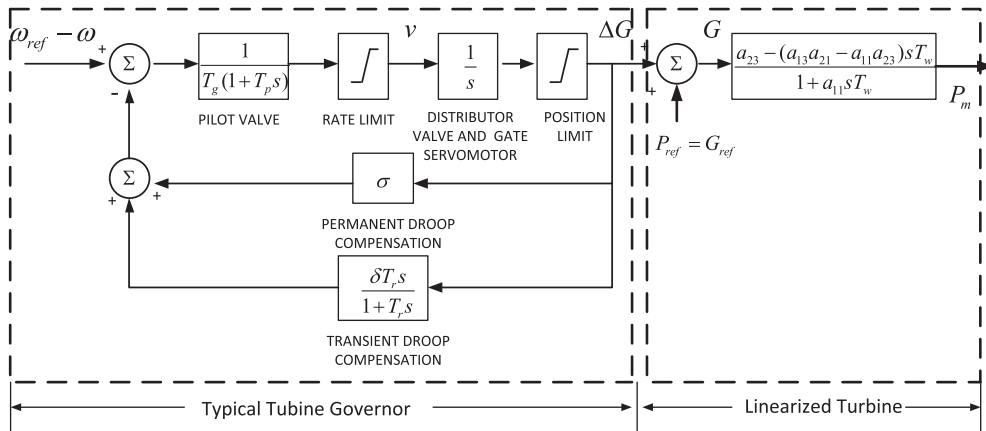 ω_ref − ω
+
Σ
-
1 / T_g(1+T_p s)
PILOT VALVE
RATE LIMIT
v
1 / s
DISTRIBUTOR
VALVE AND GATE
SERVOMOTOR
POSITION
LIMIT
ΔG
+
Σ
+
P_ref = G_ref
G
a_23 − (a_13 a_21 − a_11 a_23) s T_w / 1 + a_11 s T_w
P_m
Σ
+
+
σ
PERMANENT DROOP
COMPENSATION
δT_r s / 1+T_r s
TRANSIENT DROOP
COMPENSATION
Typical Tubine Governor
Linearized Turbine